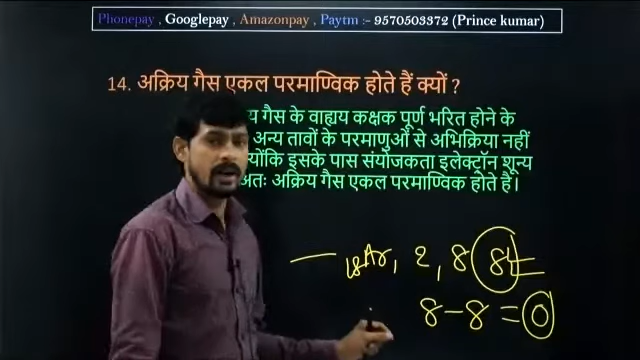 Phonepay , Googlepay , Amazonpay , Paytm :- 9570503372 (Prince kumar)
14. अक्रिय गैस एकल परमाण्विक होते हैं क्यों ?
य गैस के वाह्यय कक्षक पूर्ण भरित होने के
अन्य तावों के परमाणुओं से अभिक्रिया नहीं
योंकि इसके पास संयोजकता इलेक्ट्रॉन शून्य
अतः अक्रिय गैस एकल परमाण्विक होते हैं।
18Ar, 2, 8 8
8-8=0